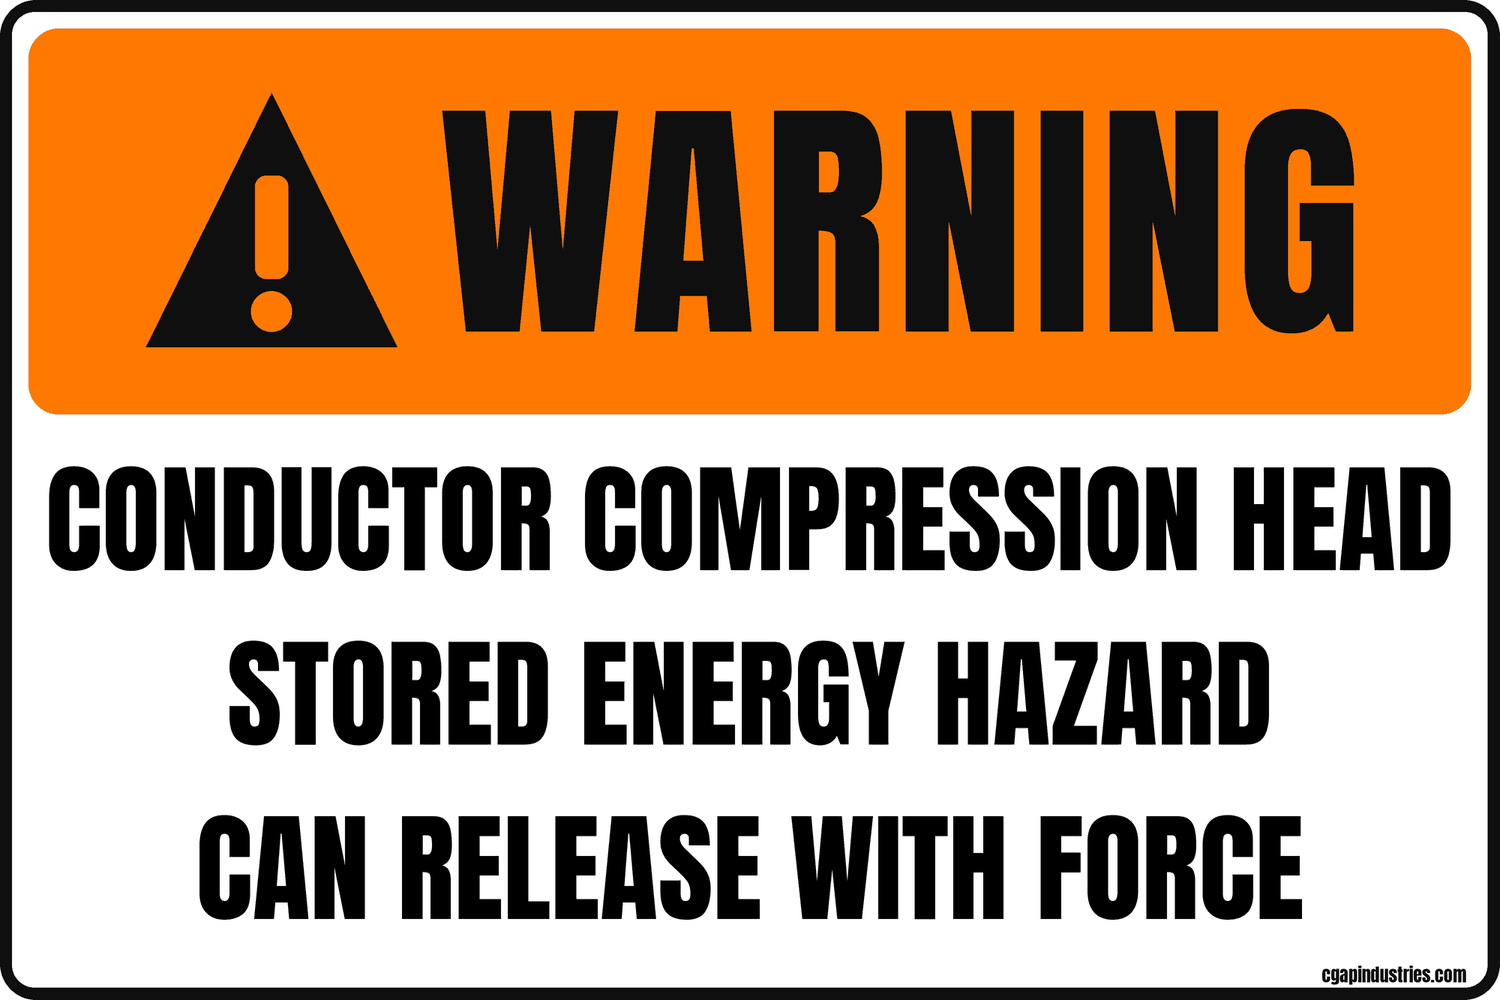 WARNING
CONDUCTOR COMPRESSION HEAD
STORED ENERGY HAZARD
CAN RELEASE WITH FORCE
cgapindustries.com